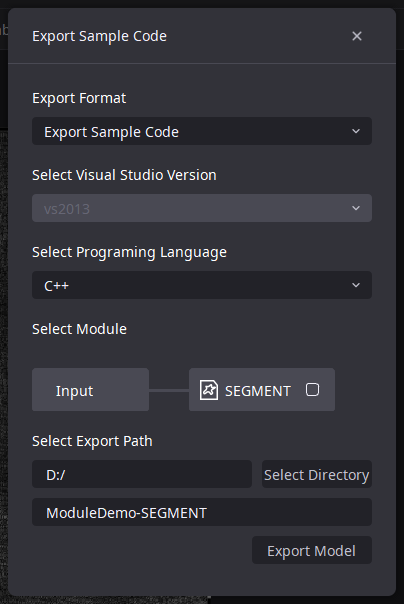 Export Sample Code
Export Format
Export Sample Code
Select Visual Studio Version
vs2013
Select Programing Language
C++
Select Module
Input
SEGMENT
Select Export Path
D:/
Select Directory
ModuleDemo-SEGMENT
Export Model